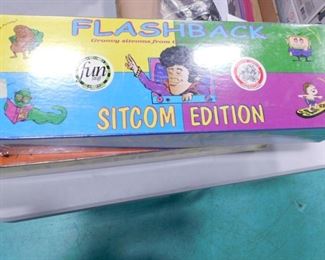 FLASHBACK
Groovy sitcoms from t
fun
SITCOM EDITION